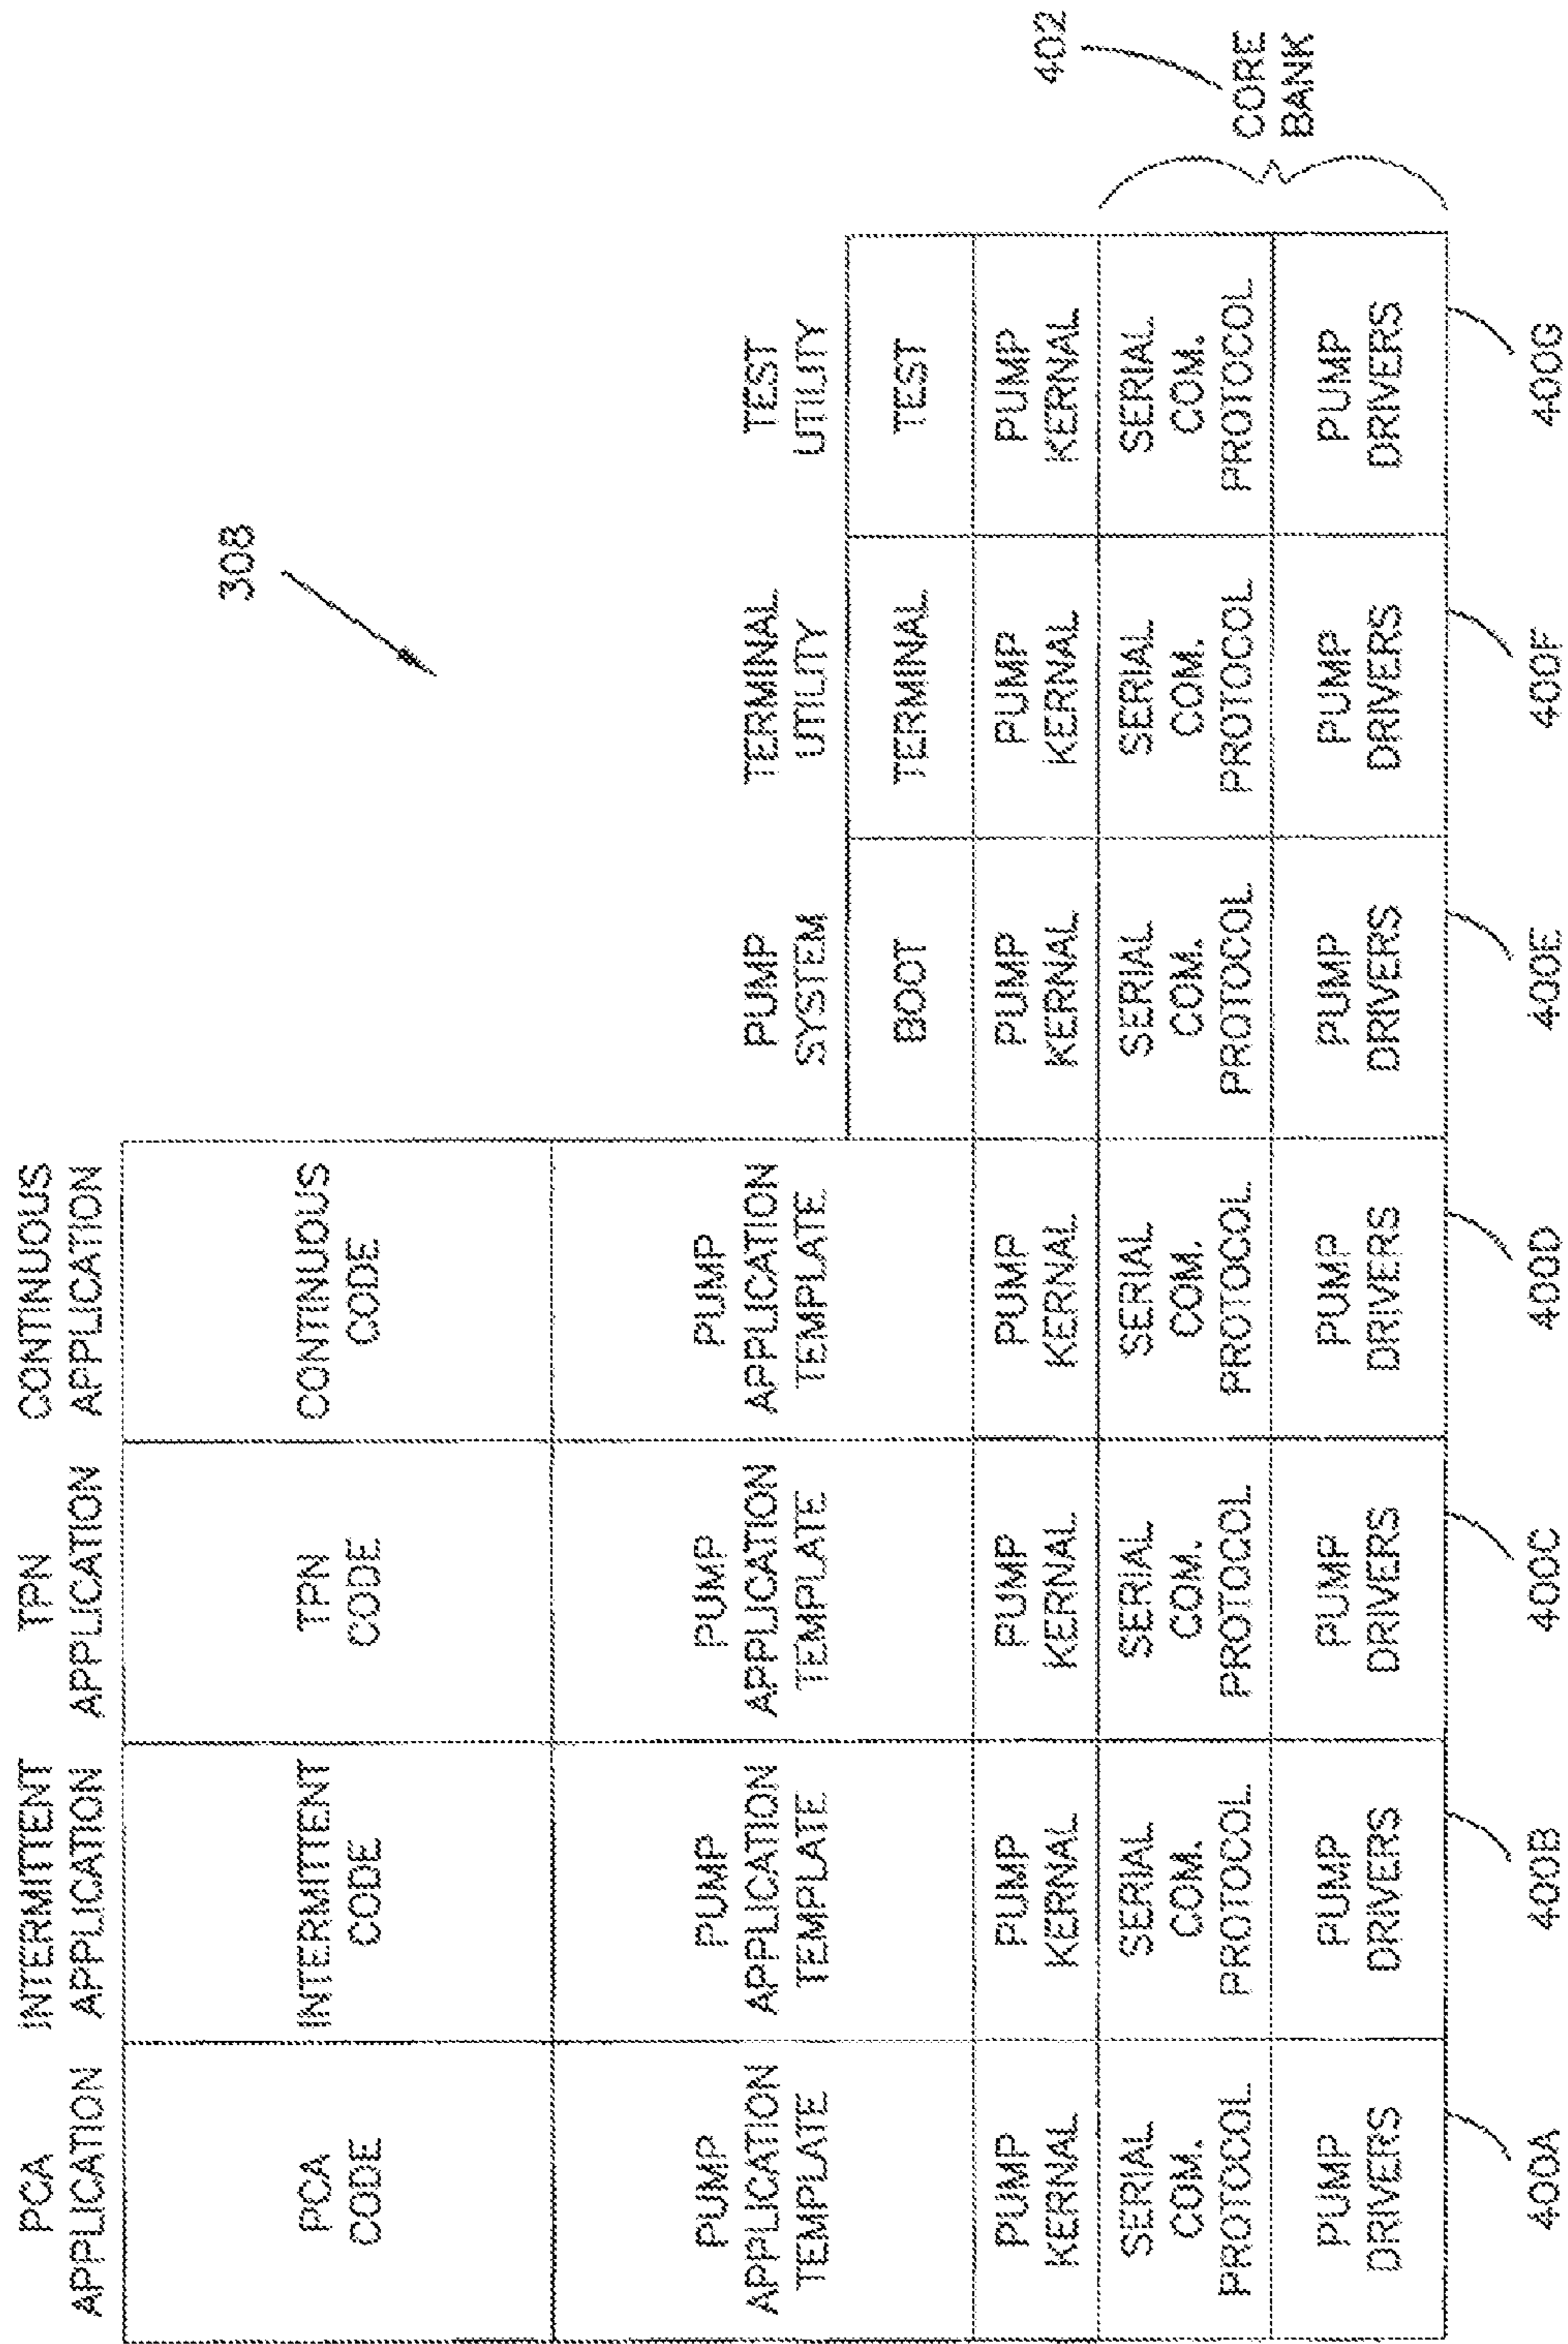 308
PCA
APPLICATION
INTERMITTENT
APPLICATION
TPN
APPLICATION
CONTINUOUS
APPLICATION
PCA
CODE
INTERMITTENT
CODE
TPN
CODE
CONTINUOUS
CODE
PUMP
APPLICATION
TEMPLATE
PUMP
APPLICATION
TEMPLATE
PUMP
APPLICATION
TEMPLATE
PUMP
APPLICATION
TEMPLATE
PUMP
SYSTEM
TERMINAL
UTILITY
TEST
UTILITY
BOOT
TERMINAL
TEST
PUMP
KERNAL
PUMP
KERNAL
PUMP
KERNAL
PUMP
KERNAL
PUMP
KERNAL
PUMP
KERNAL
PUMP
KERNAL
SERIAL
COM.
PROTOCOL
SERIAL
COM.
PROTOCOL
SERIAL
COM.
PROTOCOL
SERIAL
COM.
PROTOCOL
SERIAL
COM.
PROTOCOL
SERIAL
COM.
PROTOCOL
SERIAL
COM.
PROTOCOL
PUMP
DRIVERS
PUMP
DRIVERS
PUMP
DRIVERS
PUMP
DRIVERS
PUMP
DRIVERS
PUMP
DRIVERS
PUMP
DRIVERS
402
CORE
BANK
400A
400B
400C
400D
400E
400F
400G